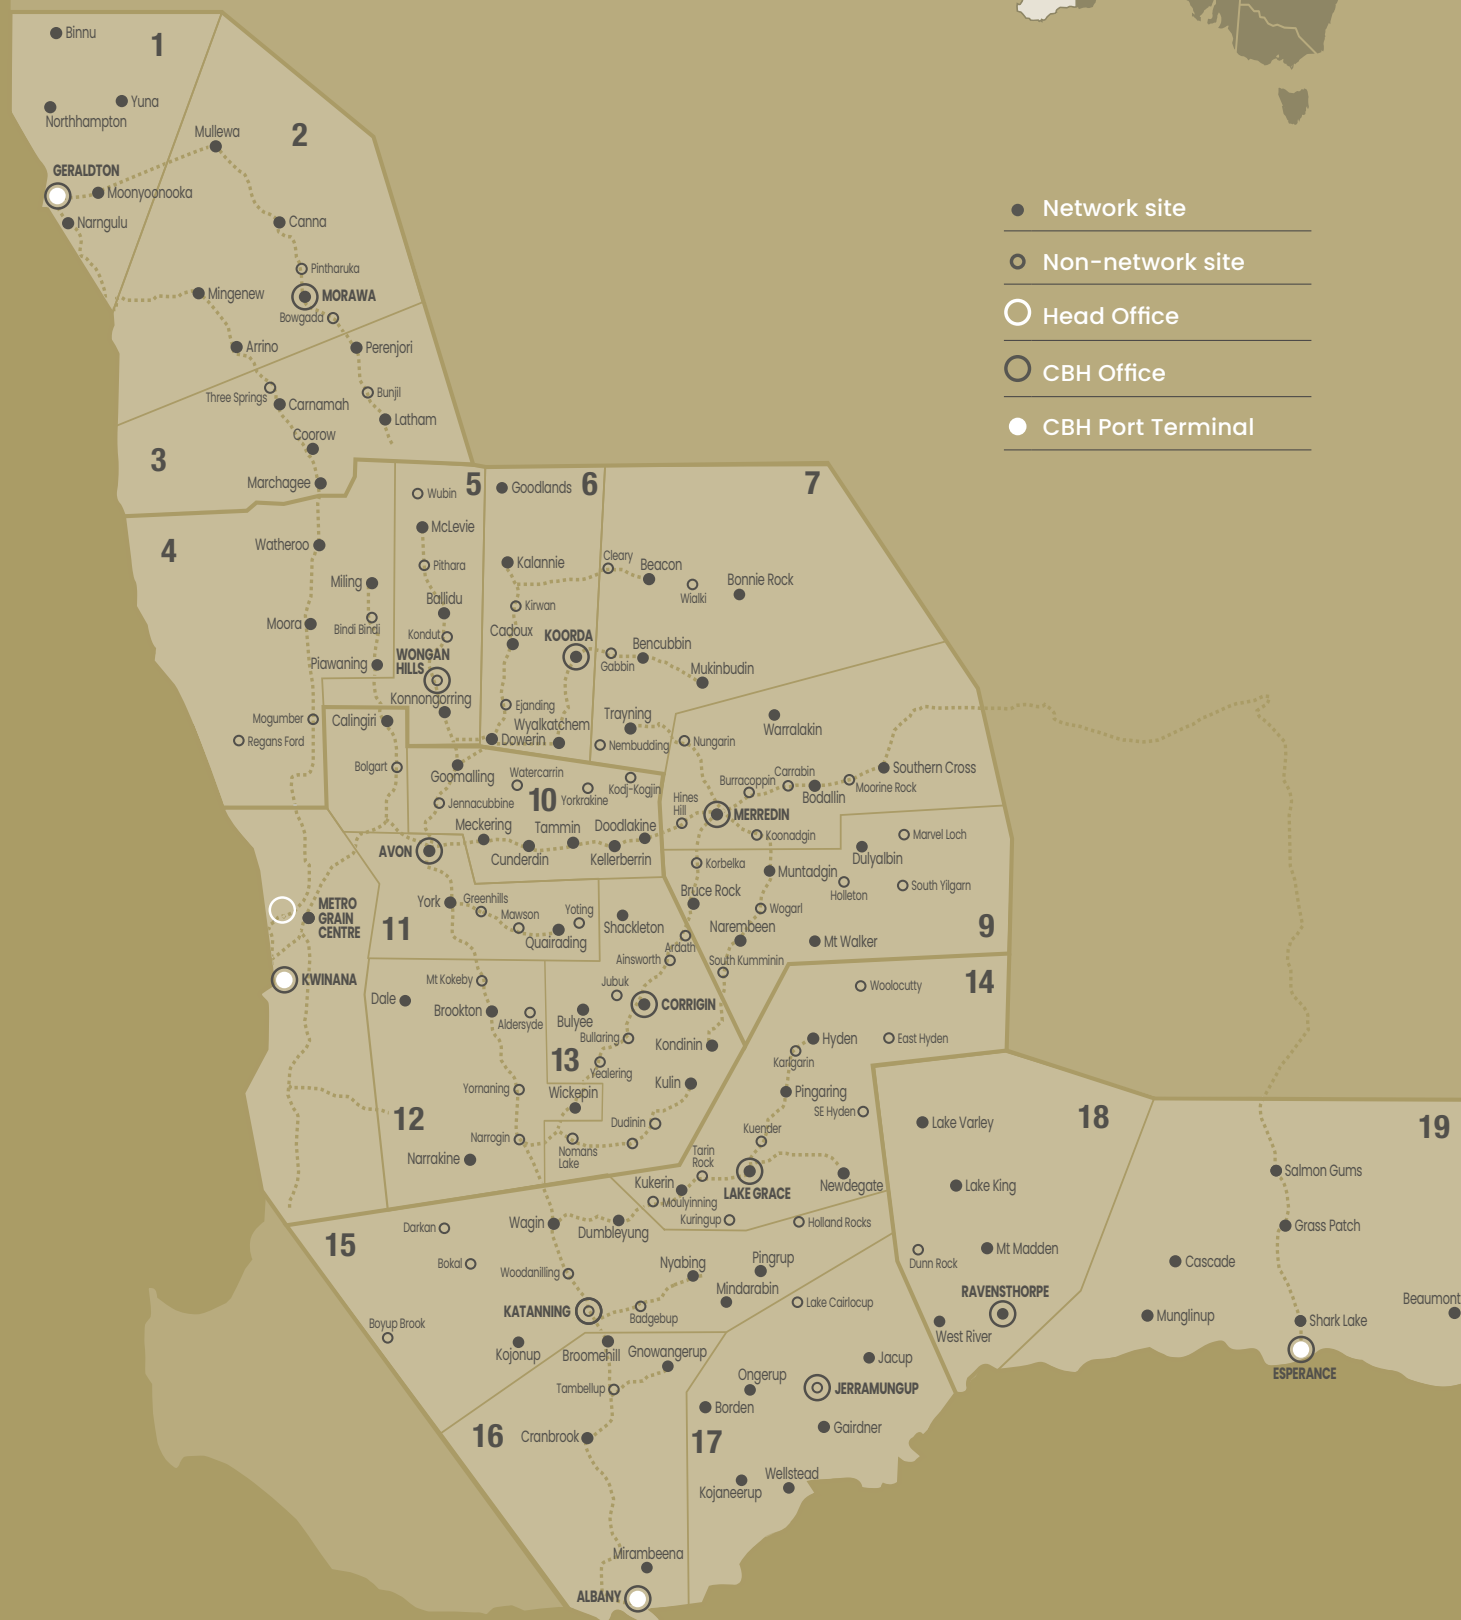 Binnu
1
Yuna
Northhampton
2
Mullewa
GERALDTON
Moonyoonooka
Narngulu
Canna
Pintharuka
Mingenew
MORAWA
Bowgada
Arrino
Perenjori
Three Springs
Bunjil
Carnamah
Latham
Coorow
3
Marchagee
Network site
Non-network site
Head Office
CBH Office
CBH Port Terminal
5
Wubin
Goodlands
6
7
McLevie
4
Watheroo
Pithara
Kalannie
Cleary
Beacon
Wialki
Bonnie Rock
Miling
Ballidu
Kirwan
Moora
Bindi Bindi
Kondut
Cadoux
KOORDA
Gabbin
Bencubbin
WONGAN
HILLS
Piawaning
Mukinbudin
Konnongorring
Ejanding
Mogumber
Calingiri
Wyalkatchem
Trayning
Warralakin
Regans Ford
Dowerin
Nembudding
Nungarin
Bolgart
Goomalling
Watercarrin
Kodj-Kogjin
Burracoppin
Carrabin
Southern Cross
Moorine Rock
Jennacubbine
10
Yorkrakine
Hines
Hill
Bodallin
MERREDIN
Meckering
Tammin
Doodlakine
Koonadgin
Marvel Loch
AVON
Cunderdin
Kellerberrin
Dulyalbin
Korbelka
Muntadgin
Holleton
South Yilgarn
Bruce Rock
York
Greenhills
Mawson
Yoting
Shackleton
Wogarl
METRO
GRAIN
CENTRE
11
Quairading
Ardath
Narembeen
Mt Walker
9
Ainsworth
South Kumminin
KWINANA
Mt Kokeby
Jubuk
14
Woolocutty
Dale
Brookton
Aldersyde
Bulyee
CORRIGIN
Bullaring
Kondinin
Hyden
East Hyden
13
Karlgarin
Yealering
Yornaning
Wickepin
Kulin
Pingaring
SE Hyden
12
Dudinin
Kuender
Lake Varley
18
19
Narrogin
Nomans
Lake
Tarin
Rock
Narrakine
LAKE GRACE
Newdegate
Salmon Gums
Kukerin
Moulyinning
Lake King
Darkan
Wagin
Dumbleyung
Kuringup
Holland Rocks
Grass Patch
15
Bokal
Woodanilling
Nyabing
Pingrup
Dunn Rock
Mt Madden
Cascade
Mindarabin
RAVENSTHORPE
KATANNING
Badgebup
Lake Cairlocup
Beaumont
Boyup Brook
West River
Munglinup
Shark Lake
Kojonup
Broomehill
Gnowangerup
Jacup
ESPERANCE
Tambellup
Ongerup
JERRAMUNGUP
Borden
Gairdner
16
Cranbrook
17
Wellstead
Kojaneerup
Mirambeena
ALBANY